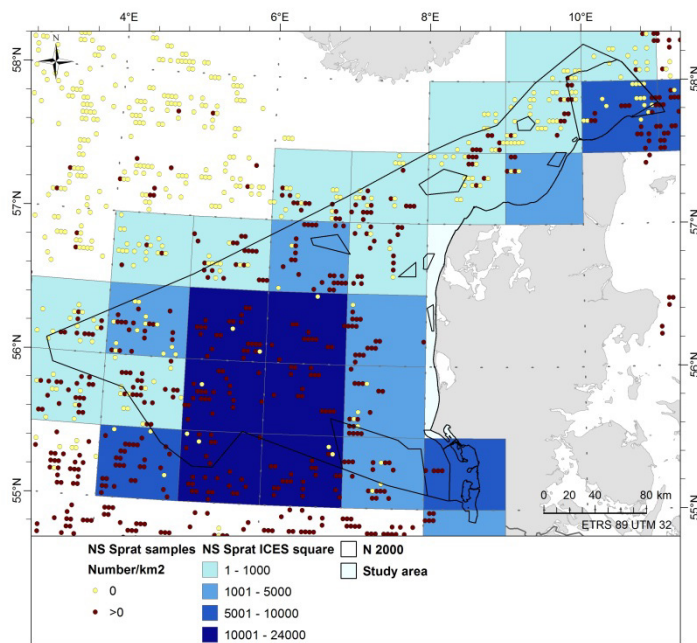 4°E 6°E 8°E 10°E
N
58°N 58°N
57°N 57°N
56°N 56°N
55°N 55°N
0 20 40 80 km
ETRS 89 UTM 32
NS Sprat samples NS Sprat ICES square N 2000
Number/km2 1 - 1000 Study area
0 1001 - 5000
>0 5001 - 10000
10001 - 24000